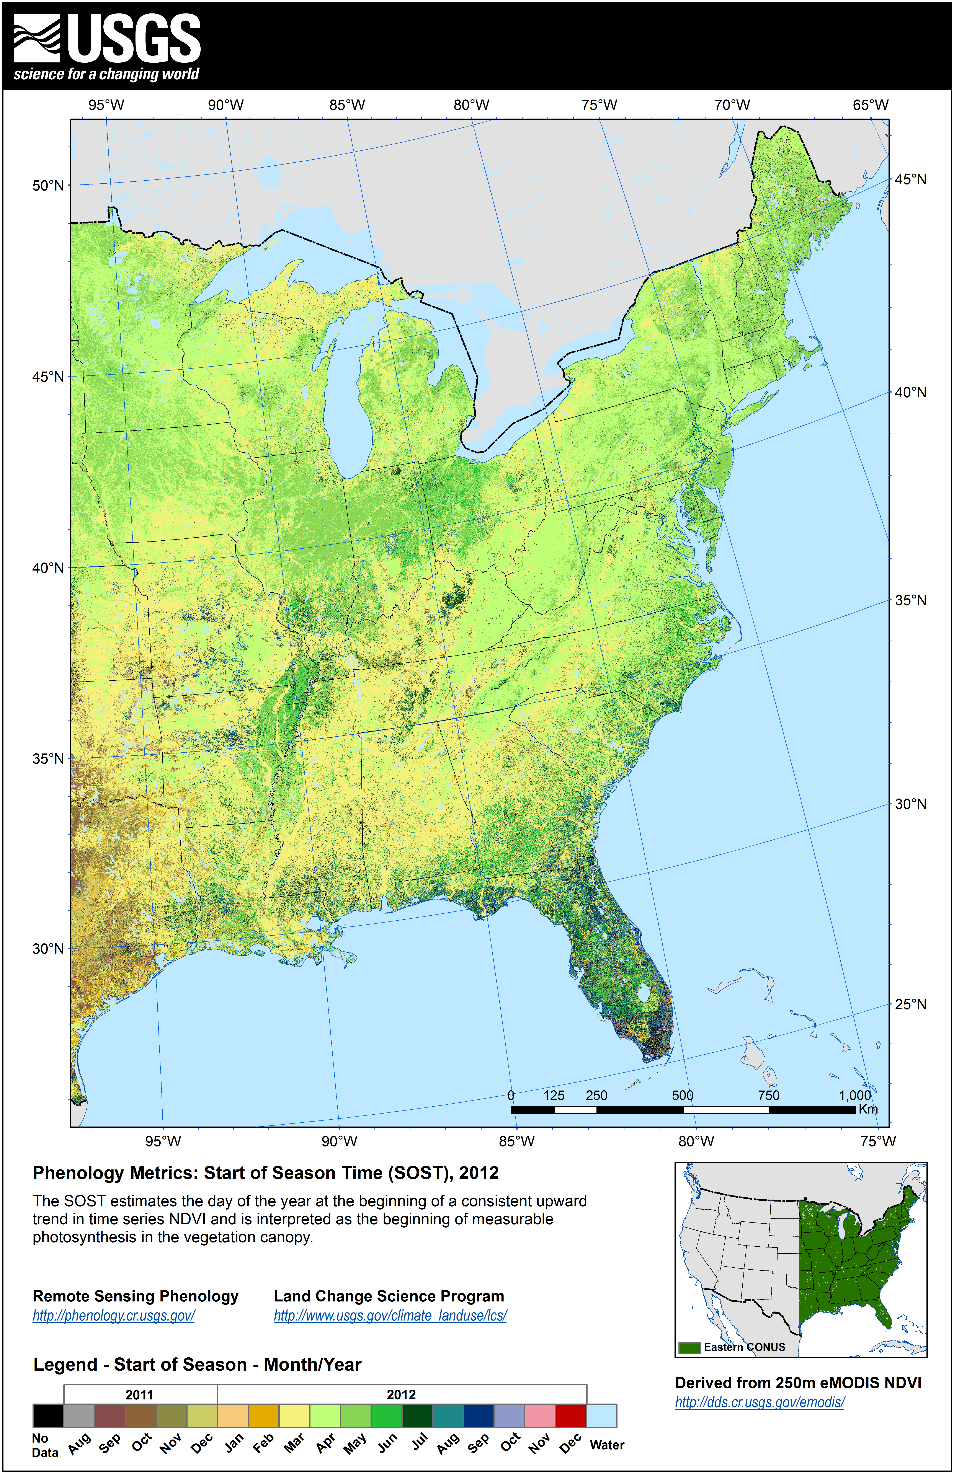 USGS
science for a changing world
95°W 90°W 85°W 80°W 75°W 70°W 65°W
50°N
45°N
45°N
40°N
40°N
35°N
35°N
30°N
30°N
25°N
0 125 250 500 750 1,000
Km
95°W 90°W 85°W 80°W 75°W
Phenology Metrics: Start of Season Time (SOST), 2012
The SOST estimates the day of the year at the beginning of a consistent upward
trend in time series NDVI and is interpreted as the beginning of measurable
photosynthesis in the vegetation canopy.
Remote Sensing Phenology
http://phenology.cr.usgs.gov/
Land Change Science Program
http://www.usgs.gov/climate_landuse/lcs/
Eastern CONUS
Derived from 250m eMODIS NDVI
http://dds.cr.usgs.gov/emodis/
Legend - Start of Season - Month/Year
2011 2012
No Data Aug Sep Oct Nov Dec Jan Feb Mar Apr May Jun Jul Aug Sep Oct Nov Dec Water